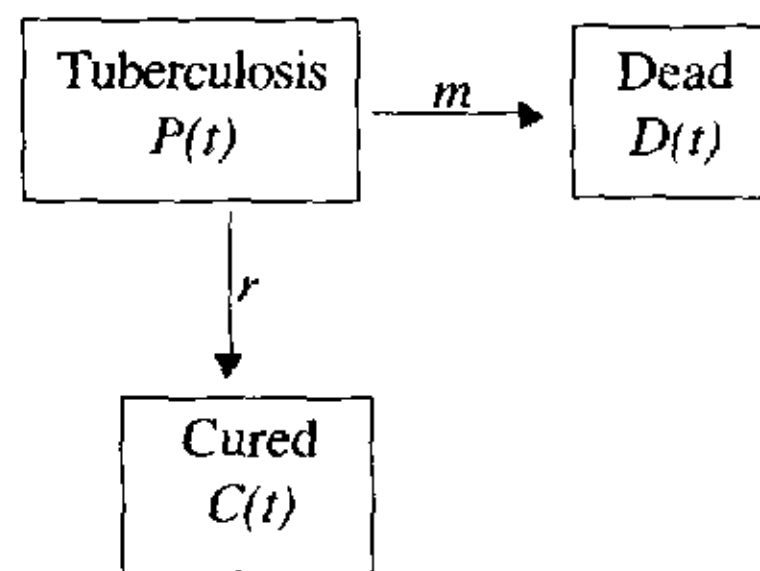 Tuberculosis
P(t)
m
Dead
D(t)
r
Cured
C(t)